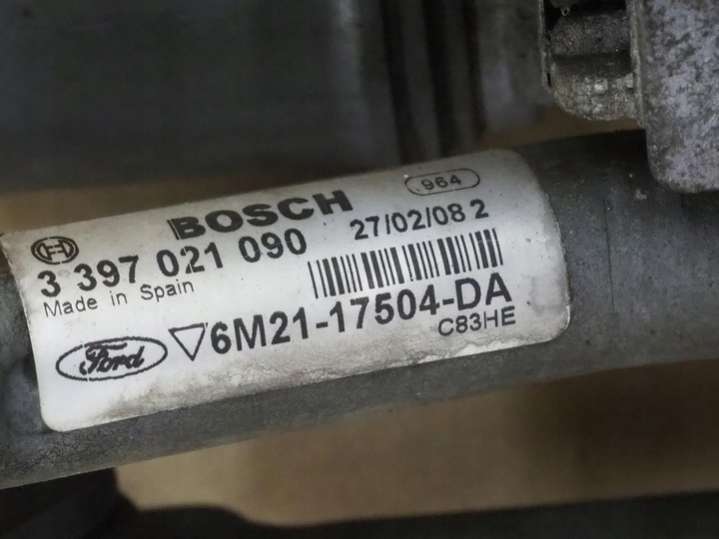 964
BOSCH
3 397 021 090 27/02/08 2
Made in Spain
Ford 6M21-17504-DA
C83HE